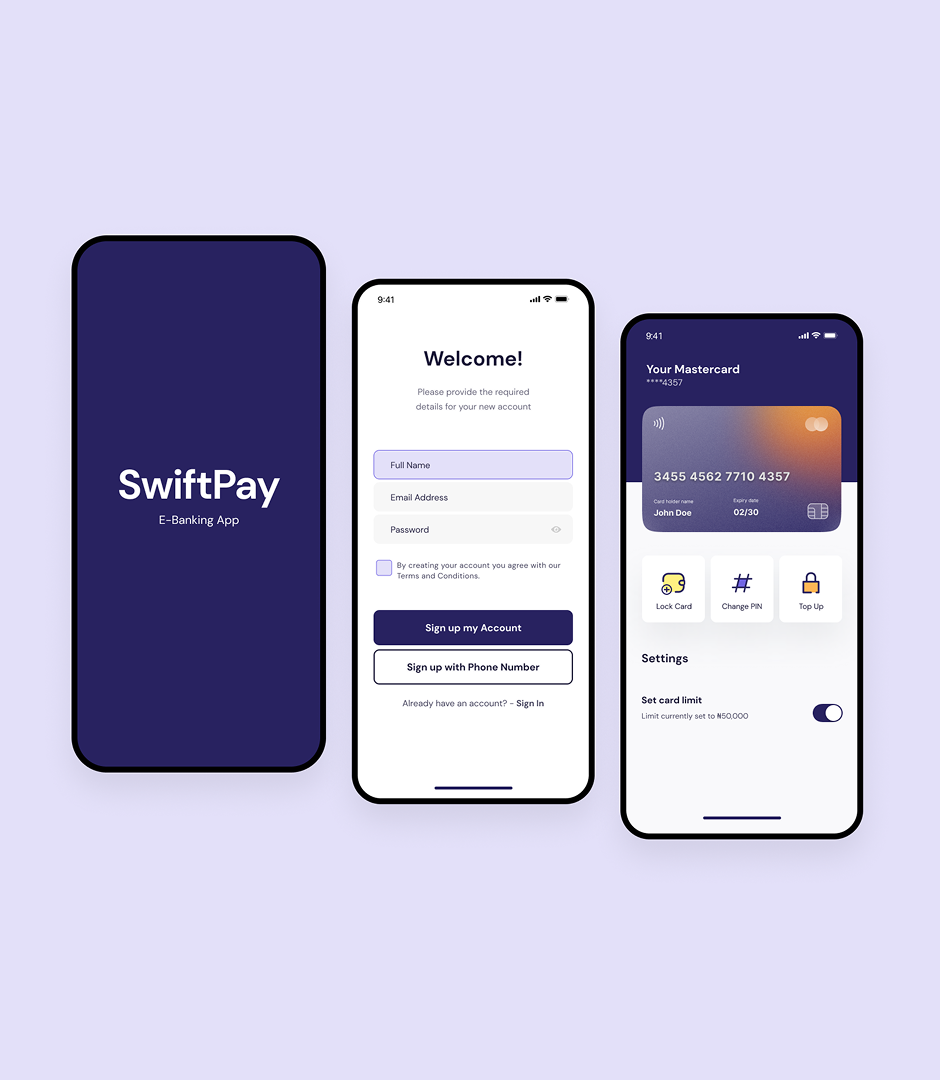 SwiftPay
E-Banking App
9:41
Welcome!
Please provide the required
details for your new account
Full Name
Email Address
Password
By creating your account you agree with our
Terms and Conditions.
Sign up my Account
Sign up with Phone Number
Already have an account? - Sign In
9:41
Your Mastercard
****4357
3455 4562 7710 4357
Card holder name
Expiry date
John Doe
02/30
Lock Card
Change PIN
Top Up
Settings
Set card limit
Limit currently set to ₦50,000